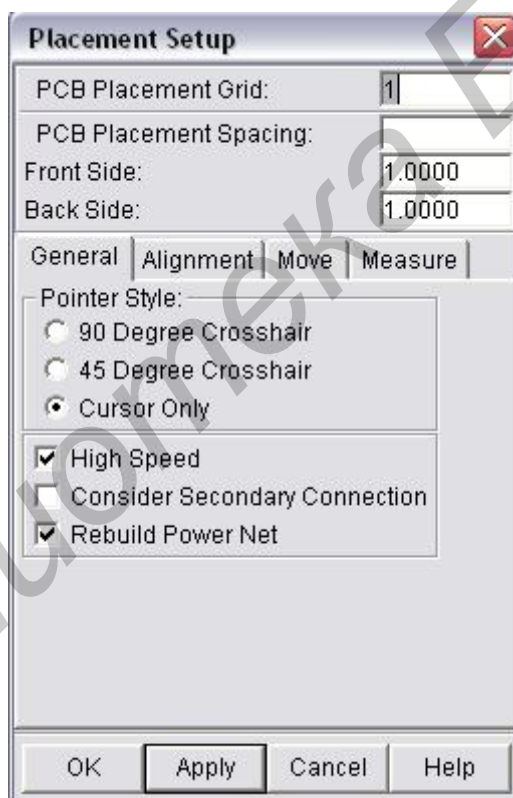 Placement Setup
PCB Placement Grid: 1
PCB Placement Spacing:
Front Side: 1.0000
Back Side: 1.0000
General Alignment Move Measure
Pointer Style:
90 Degree Crosshair
45 Degree Crosshair
Cursor Only
High Speed
Consider Secondary Connection
Rebuild Power Net
OK Apply Cancel Help